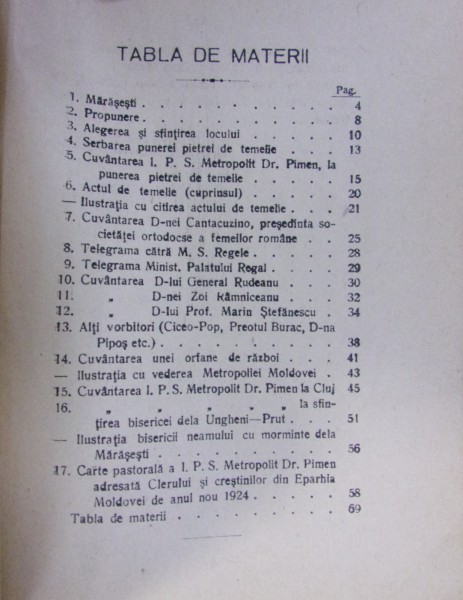 TABLA DE MATERII
Pag.
1. Mărăşeşti . . . . . . . . . . . 4
2. Propunere . . . . . . . . . . . 8
3. Alegerea şi sfinţirea locului . . . . . . 10
4. Serbarea punerei pietrei de temelie . . . 13
5. Cuvântarea I. P. S. Metropolit Dr. Pimen, la
punerea pietrei de temelie . . . . . 15
6. Actul de temelie (cuprinsul) . . . . . 20
— Ilustraţia cu citirea actului de temelie . . . 21
7. Cuvântarea D-nei Cantacuzino, preşedinta so-
cietăţei ortodocse a femeilor române . . . 25
8. Telegrama cătră M. S. Regele . . . . . 28
9. Telegrama Minist. Palatului Regal . . . . 29
10. Cuvântarea D-lui General Rudeanu . . . 30
11. „ D-nei Zoi Râmniceanu . . . 32
12. „ D-lui Prof. Marin Ştefănescu . . 34
13. Alţi vorbitori (Ciceo-Pop, Preotul Burac, D-na
Pipoş etc.) . . . . . . . . . 38
14. Cuvântarea unei orfane de război . . . . 41
— Ilustraţia cu vederea Metropoliei Moldovei . 43
15. Cuvântarea I. P. S. Metropolit Dr. Pimen la Cluj 45
16. „ „ „ „ „ la sfin-
ţirea bisericei dela Ungheni—Prut . . . 51
— Ilustraţia bisericii neamului cu morminte dela
Mărăşeşti . . . . . . . . . . 56
17. Carte pastorală a I. P. S. Metropolit Dr. Pimen
adresată Clerului şi creştinilor din Eparhia
Moldovei de anul nou 1924 . . . . . 58
Tabla de materii . . . . . . . . . 69